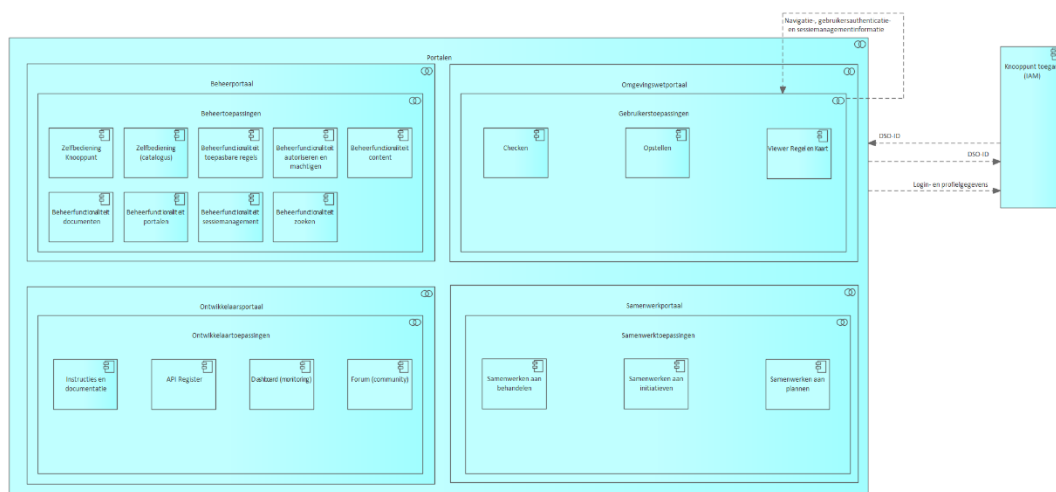 Navigatie-, gebruikersauthenticatie-
en sessiemanagementinformatie
Portalen
Knooppunt toegang
(IAM)
Beheerportaal
Beheertoepassingen
Zelfbediening
Knooppunt
Zelfbediening
(catalogus)
Beheerfunctionaliteit
toepasbare regels
Beheerfunctionaliteit
autoriseren en
machtigen
Beheerfunctionaliteit
content
Beheerfunctionaliteit
documenten
Beheerfunctionaliteit
portalen
Beheerfunctionaliteit
sessiemanagement
Beheerfunctionaliteit
zoeken
Omgevingswetportaal
Gebruikerstoepassingen
Checken
Opstellen
Viewer Regel en Kaart
DSO-ID
DSO-ID
Login- en profielgegevens
Ontwikkelaarsportaal
Ontwikkelaartoepassingen
Instructies en
documentatie
API Register
Dashboard (monitoring)
Forum (community)
Samenwerkportaal
Samenwerktoepassingen
Samenwerken aan
behandelen
Samenwerken aan
initiatieven
Samenwerken aan
plannen